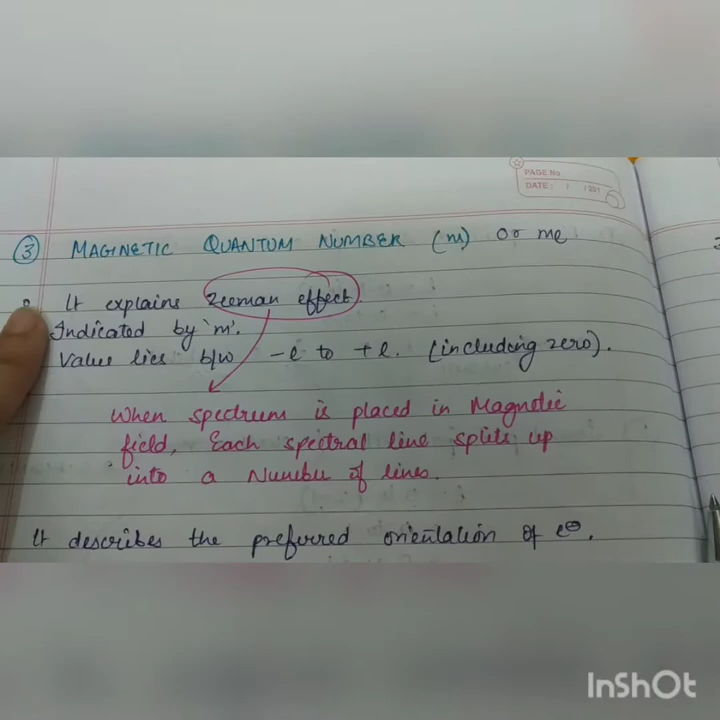 PAGE No
DATE: / / 201
③ MAGNETIC QUANTUM NUMBER (m) or me
It explains zeeman effect.
Indicated by 'm'.
Value lies b/w -l to +l. (including zero).
When spectrum is placed in Magnetic
field, Each spectral line splits up
into a Number of lines.
It describes the preferred orientation of e⊖.
InShOt